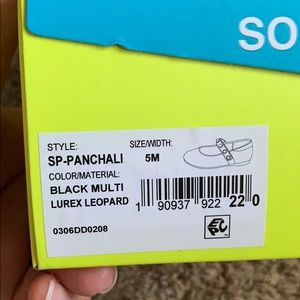 SO
STYLE: SIZE/WIDTH:
SP-PANCHALI 5M
COLOR/MATERIAL:
BLACK MULTI
LUREX LEOPARD
1 90937 922 22 0
0306DD0208